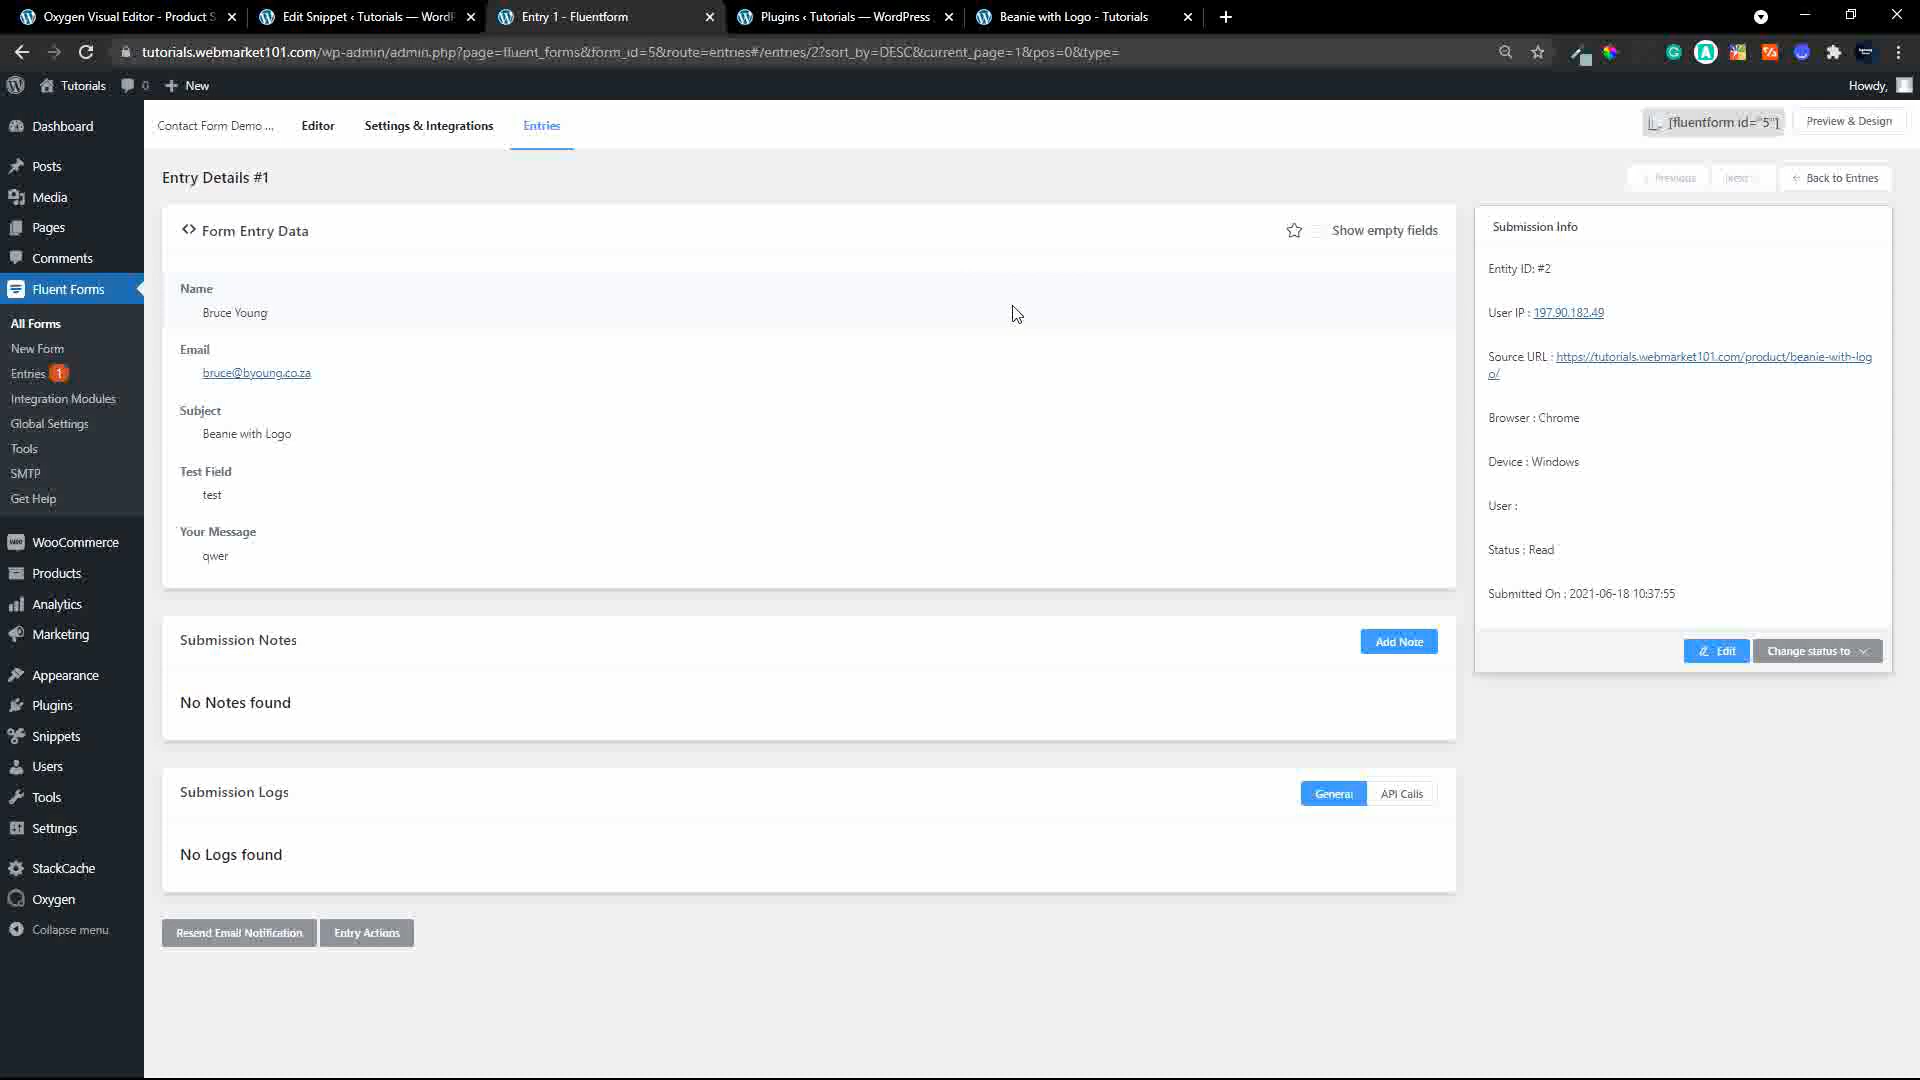 Oxygen Visual Editor - Product S
Edit Snippet ‹ Tutorials — WordP
Entry 1 - Fluentform
Plugins ‹ Tutorials — WordPress
Beanie with Logo - Tutorials
tutorials.webmarket101.com/wp-admin/admin.php?page=fluent_forms&form_id=5&route=entries#/entries/2?sort_by=DESC&current_page=1&pos=0&type=
Tutorials
0
New
Howdy,
Dashboard
Posts
Media
Pages
Comments
Fluent Forms
All Forms
New Form
Entries 1
Integration Modules
Global Settings
Tools
SMTP
Get Help
WooCommerce
Products
Analytics
Marketing
Appearance
Plugins
Snippets
Users
Tools
Settings
StackCache
Oxygen
Collapse menu
Contact Form Demo ...
Editor
Settings & Integrations
Entries
[fluentform id="5"]
Preview & Design
Entry Details #1
Previous
Next
Back to Entries
Form Entry Data
Show empty fields
Name
Bruce Young
Email
bruce@byoung.co.za
Subject
Beanie with Logo
Test Field
test
Your Message
qwer
Submission Notes
Add Note
No Notes found
Submission Logs
General
API Calls
No Logs found
Resend Email Notification
Entry Actions
Submission Info
Entity ID: #2
User IP : 197.90.182.49
Source URL : https://tutorials.webmarket101.com/product/beanie-with-log
o/
Browser : Chrome
Device : Windows
User :
Status : Read
Submitted On : 2021-06-18 10:37:55
Edit
Change status to